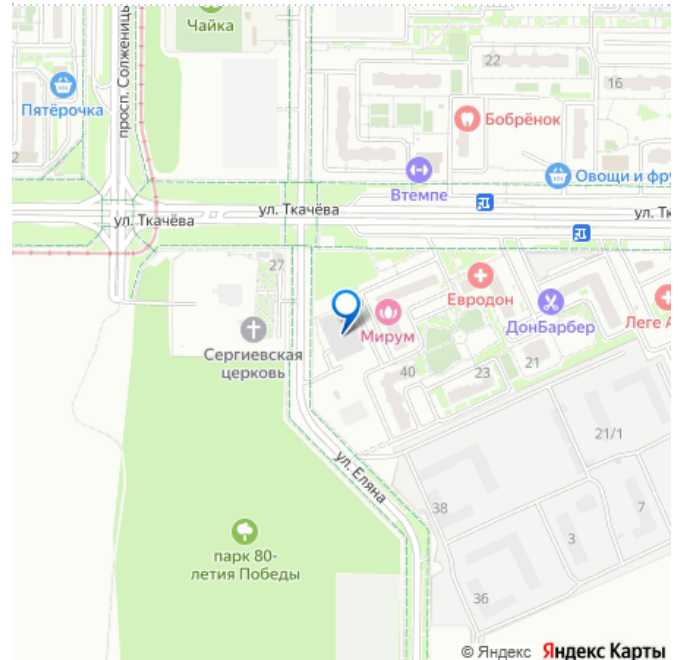 Чайка
просп. Солженицы
Пятёрочка
2
22
16
Бобрёнок
Втемпе
Овощи и фру
ул. Ткачёва
ул. Ткачёва
ул. Тк
27
Евродон
Мирум
ДонБарбер
Леге А
Сергиевская
церковь
40
23
21
21/1
ул. Еляна
38
7
3
парк 80-
летия Победы
36
© Яндекс Яндекс Карты